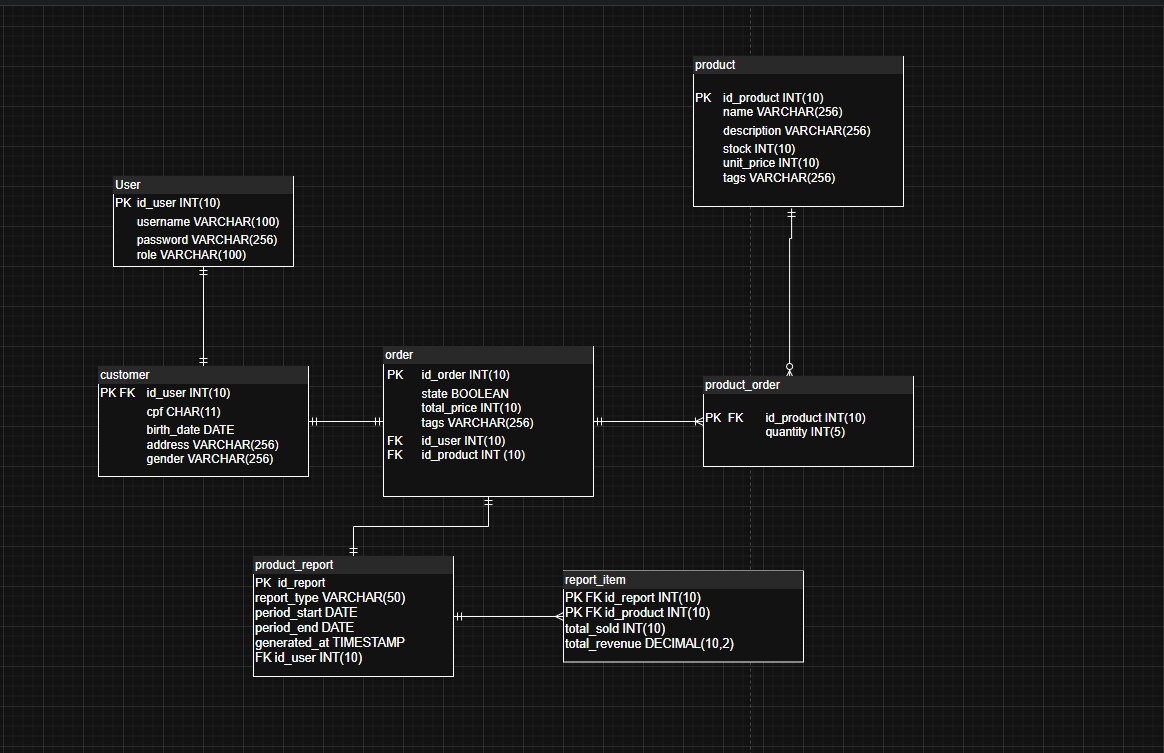 product
PK id_product INT(10)
name VARCHAR(256)
description VARCHAR(256)
stock INT(10)
unit_price INT(10)
tags VARCHAR(256)
User
PK id_user INT(10)
username VARCHAR(100)
password VARCHAR(256)
role VARCHAR(100)
customer
PK FK id_user INT(10)
cpf CHAR(11)
birth_date DATE
address VARCHAR(256)
gender VARCHAR(256)
order
PK id_order INT(10)
state BOOLEAN
total_price INT(10)
tags VARCHAR(256)
FK id_user INT(10)
FK id_product INT (10)
product_order
PK FK id_product INT(10)
quantity INT(5)
product_report
PK id_report
report_type VARCHAR(50)
period_start DATE
period_end DATE
generated_at TIMESTAMP
FK id_user INT(10)
report_item
PK FK id_report INT(10)
PK FK id_product INT(10)
total_sold INT(10)
total_revenue DECIMAL(10,2)